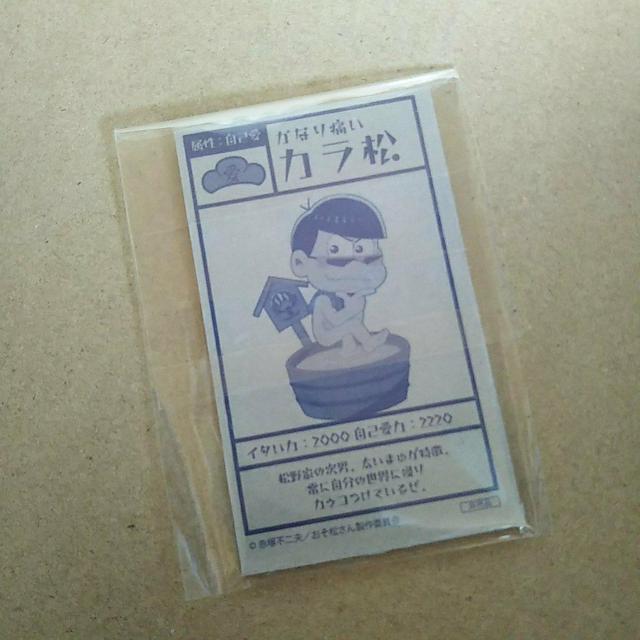 属性：自己愛
かなり痛い
カラ松
イタい力：2000 自己愛力：2220
松野家の次男。太いまゆが特徴。
常に自分の世界に浸り
カッコつけているぜ。
非売品
©赤塚不二夫／おそ松さん製作委員会